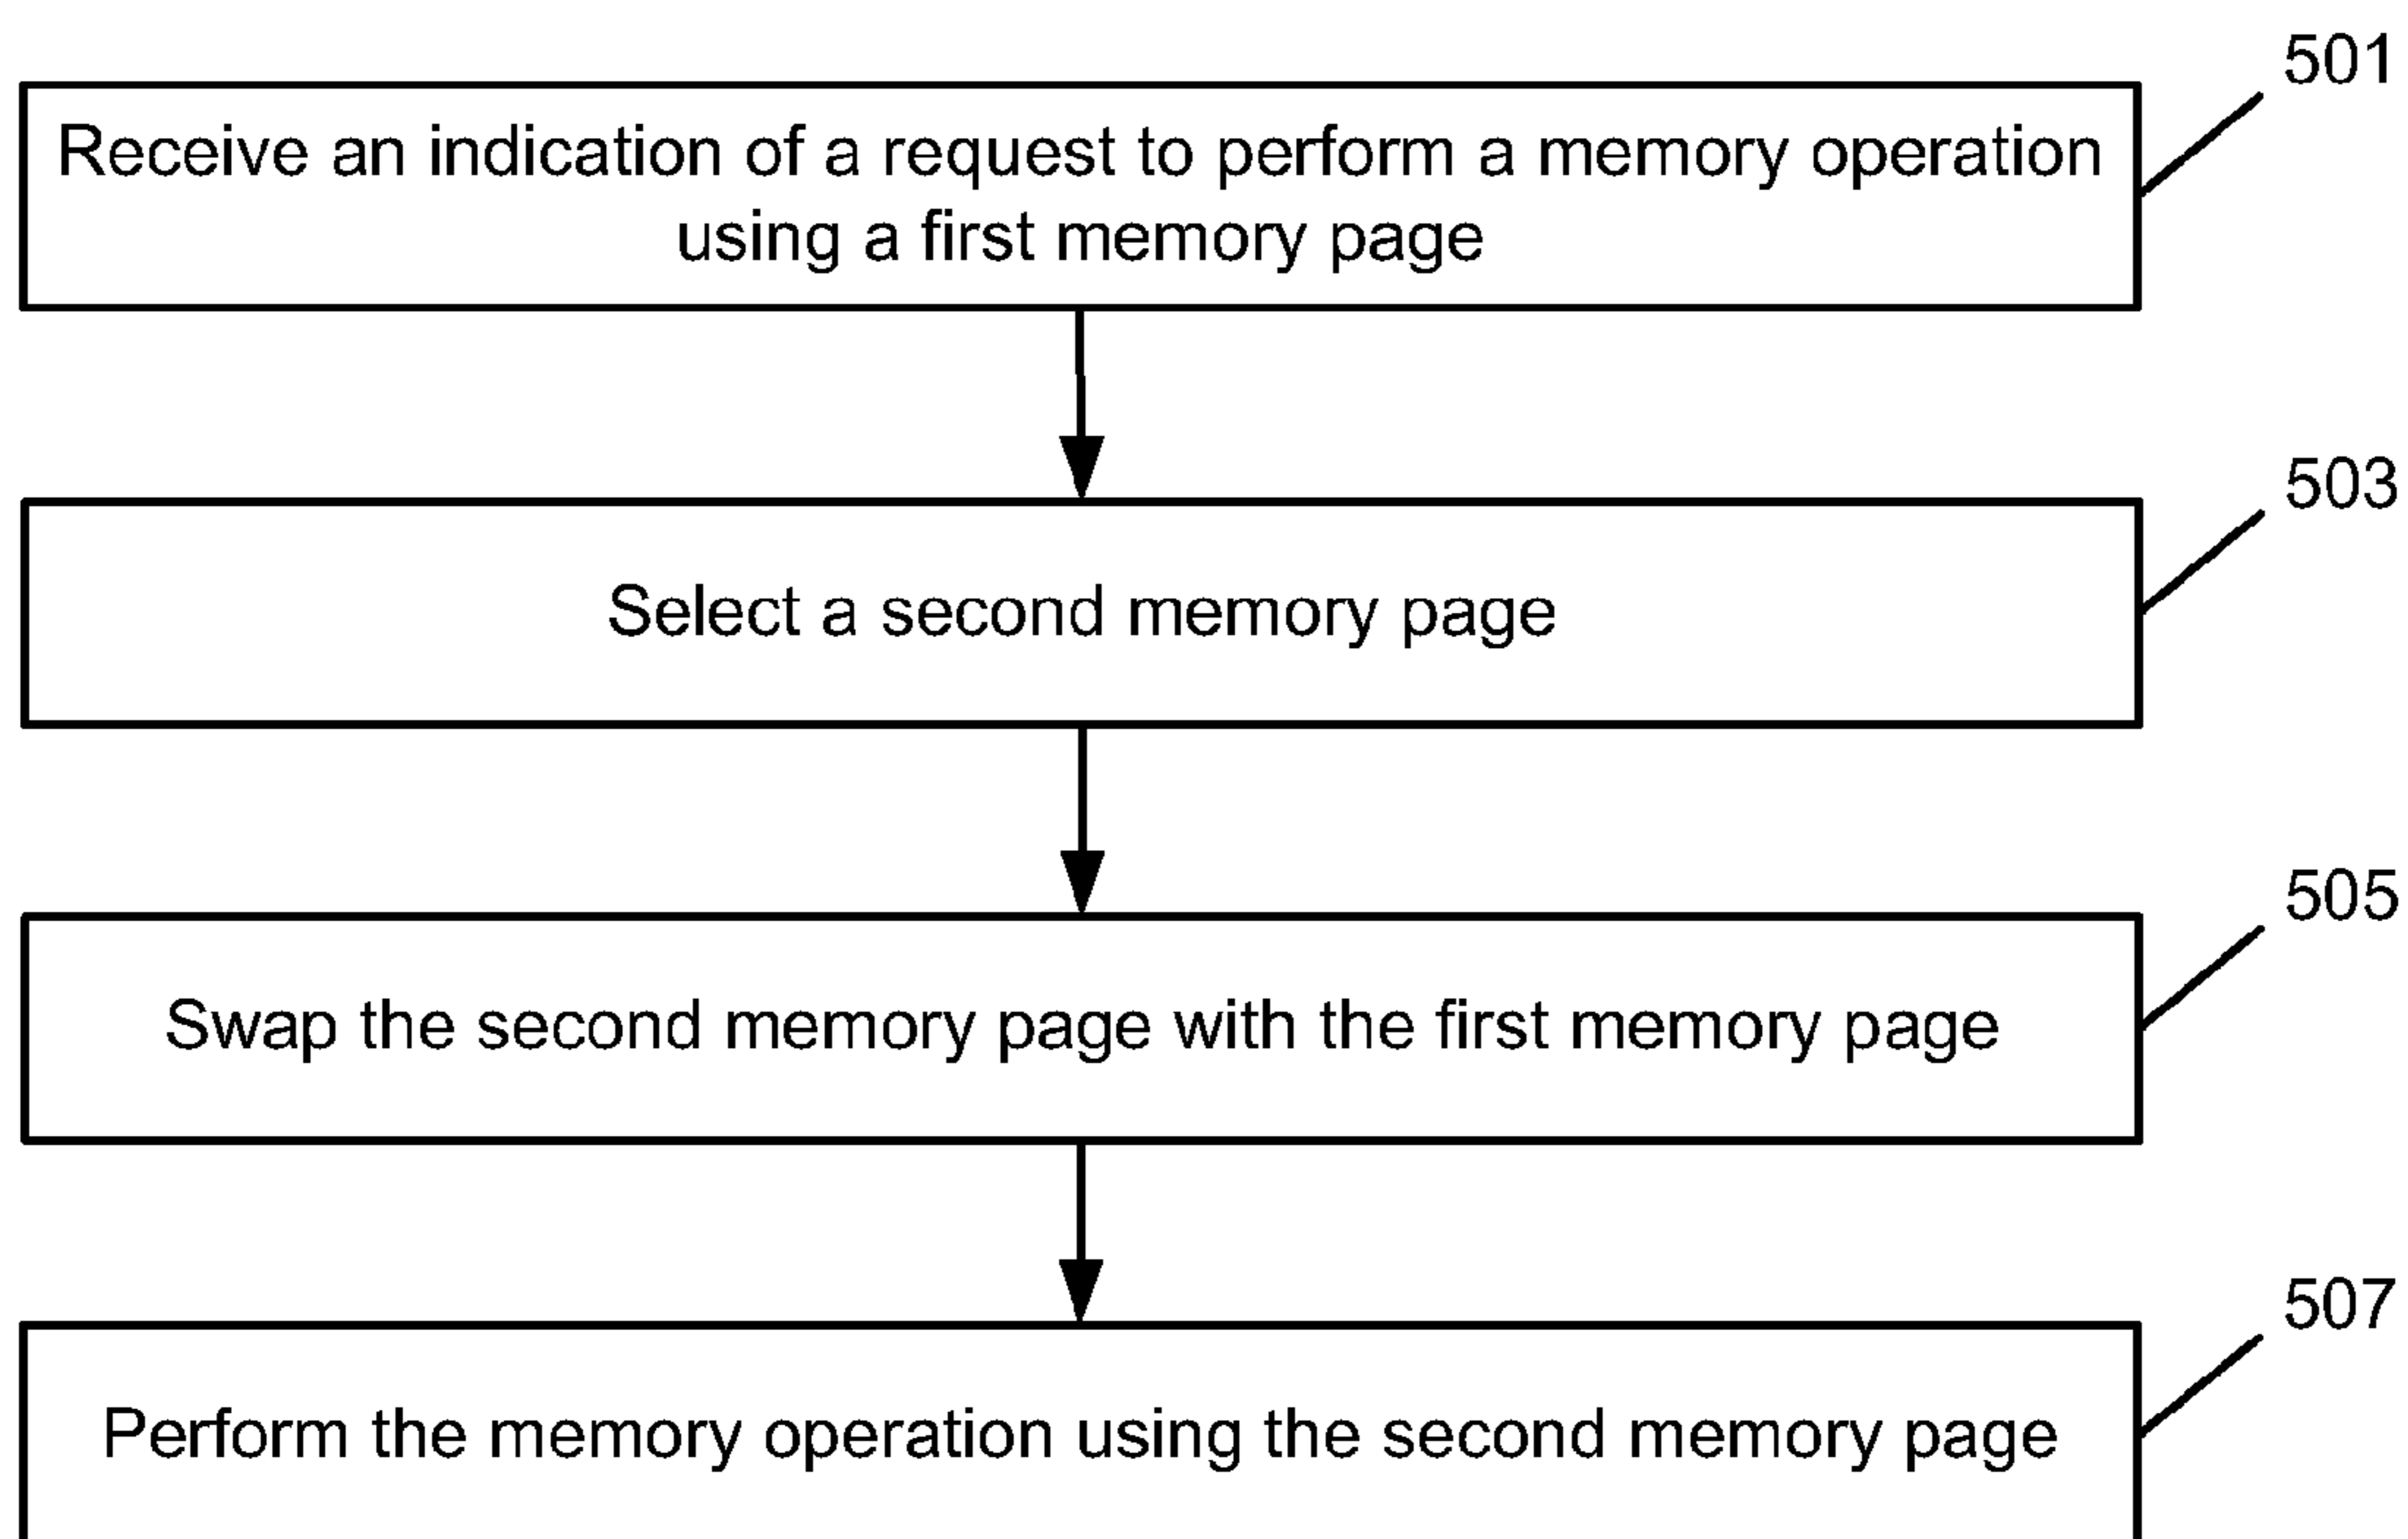 501
Receive an indication of a request to perform a memory operation
using a first memory page
503
Select a second memory page
505
Swap the second memory page with the first memory page
507
Perform the memory operation using the second memory page